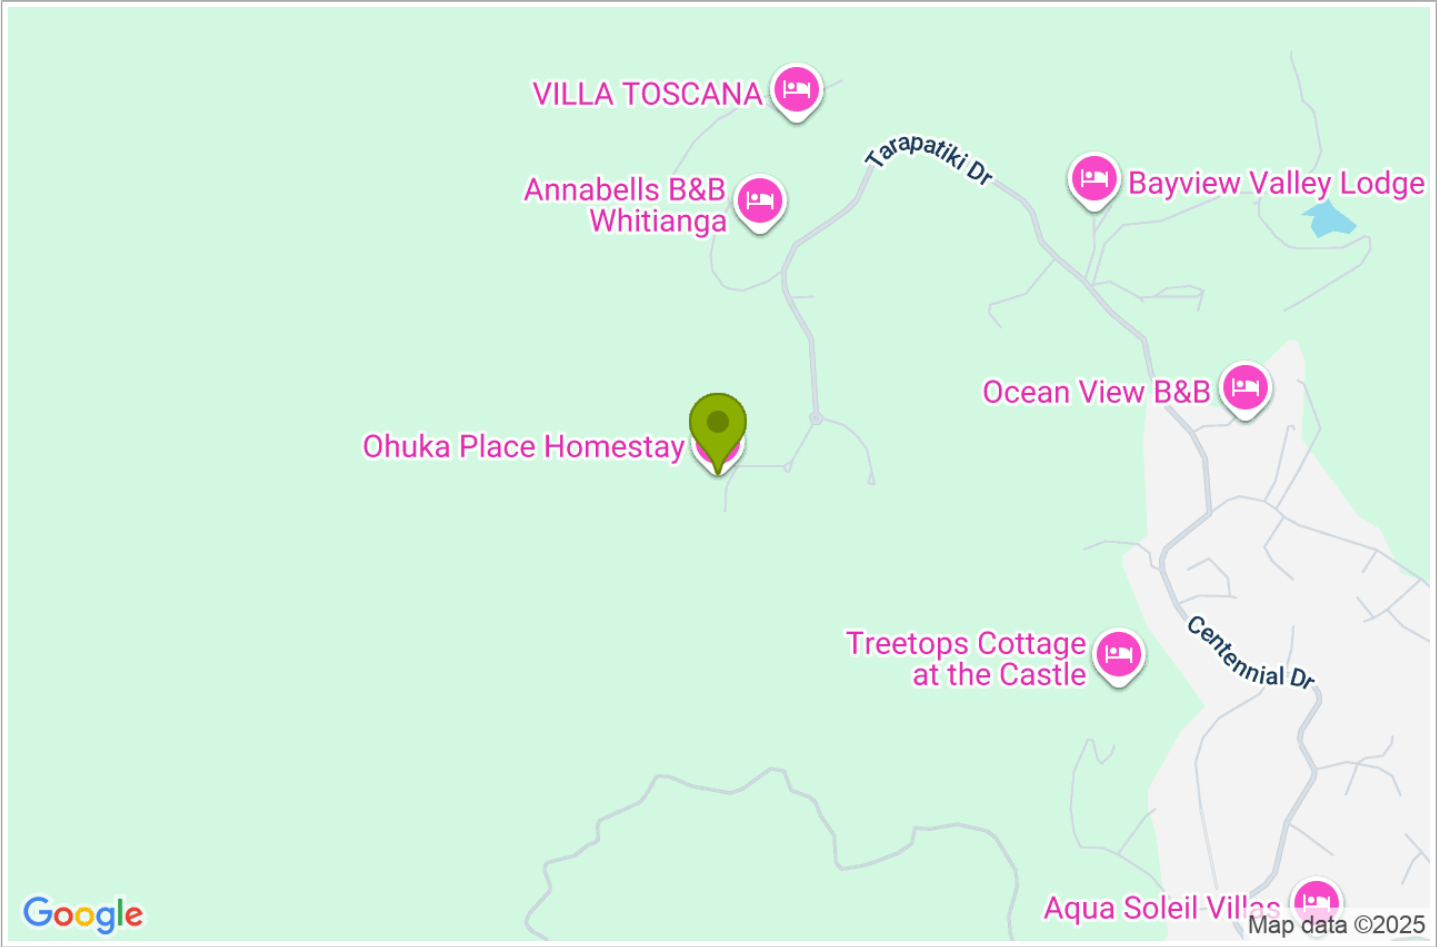 VILLA TOSCANA
Tarapatiki Dr
Annabells B&B
Whitianga
Bayview Valley Lodge
Ocean View B&B
Ohuka Place Homestay
Treetops Cottage
at the Castle
Centennial Dr
Aqua Soleil Villas
Google
Map data ©2025